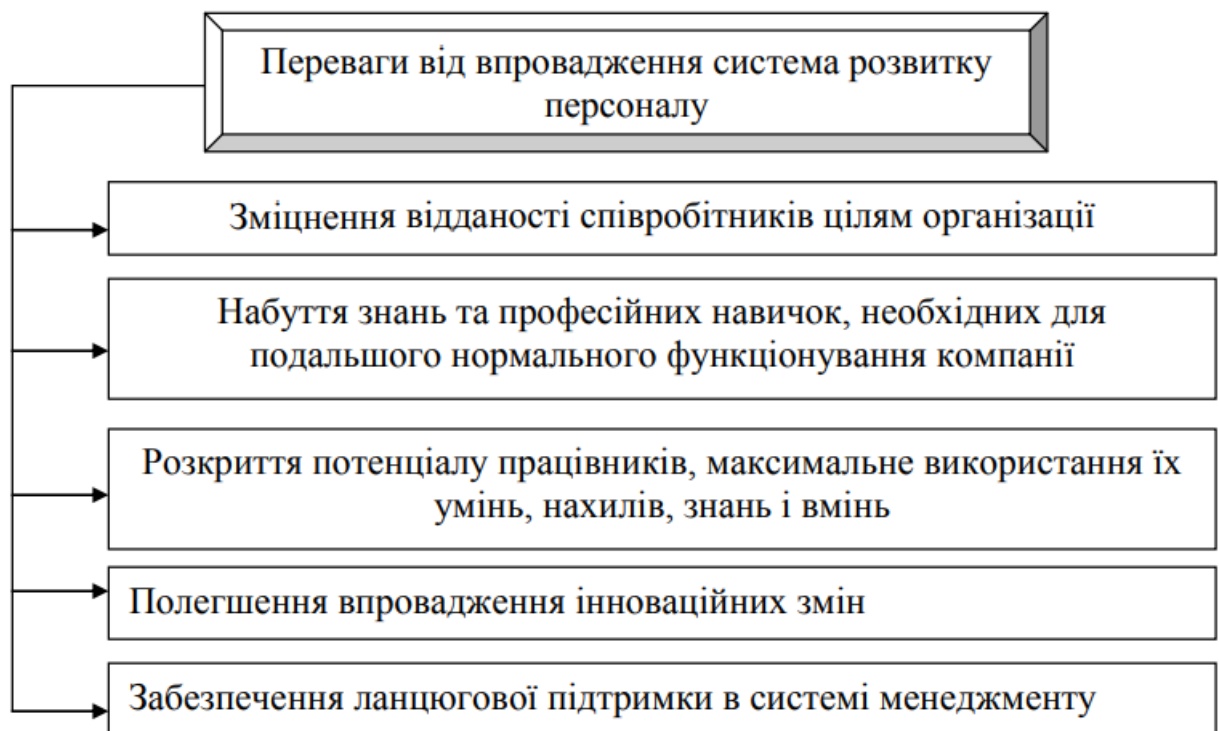 Переваги від впровадження система розвитку
персоналу
Зміцнення відданості співробітників цілям організації
Набуття знань та професійних навичок, необхідних для
подальшого нормального функціонування компанії
Розкриття потенціалу працівників, максимальне використання їх
умінь, нахилів, знань і вмінь
Полегшення впровадження інноваційних змін
Забезпечення ланцюгової підтримки в системі менеджменту